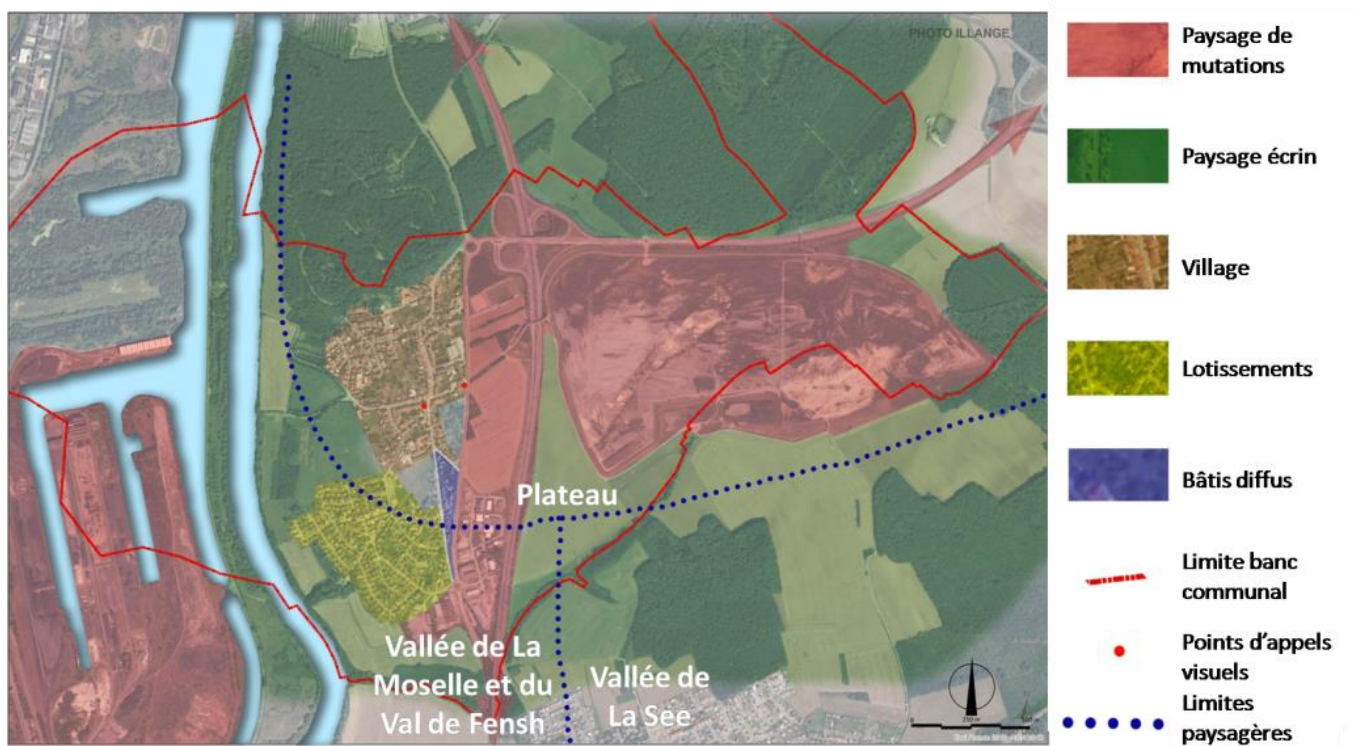 PHOTO ILLANGE
Plateau
Vallée de La
Moselle et du
Val de Fensh
Vallée de
La See
Paysage de
mutations
Paysage écrin
Village
Lotissements
Bâtis diffus
Limite banc
communal
Points d'appels
visuels
Limites
paysagères